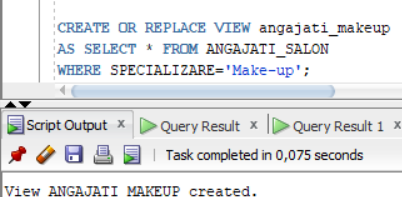 CREATE OR REPLACE VIEW angajati_makeup
AS SELECT * FROM ANGAJATI_SALON
WHERE SPECIALIZARE='Make-up';
Script Output x Query Result x Query Result 1 x
Task completed in 0,075 seconds
View ANGAJATI_MAKEUP created.